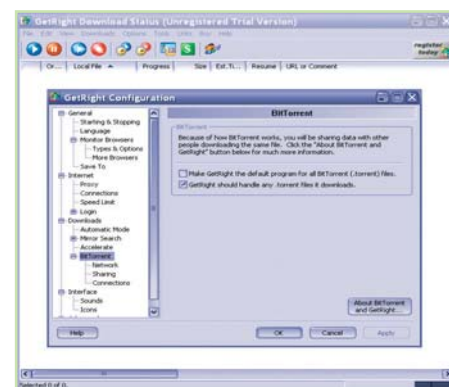 GetRight Download Status (Unregistered Trial Version)
File Edit View Downloads Options Tools Links Buy Help
register today
Or... Local File Progress Size Est.Ti... Resume URL or Comment
GetRight Configuration
General
Starting & Stopping
Language
Monitor Browsers
Types & Options
More Browsers
Save To
Internet
Proxy
Connections
Speed Limit
Login
Downloads
Automatic Mode
Mirror Search
Accelerate
BitTorrent
Network
Sharing
Connections
Interface
Sounds
Icons
BitTorrent
BitTorrent
Because of how BitTorrent works, you will be sharing data with other
people downloading the same file. Click the "About BitTorrent and
GetRight" button below for much more information.
Make GetRight the default program for all BitTorrent (.torrent) files.
GetRight should handle any .torrent files it downloads.
About BitTorrent
and GetRight...
Help OK Cancel Apply
Selected 0 of 0.